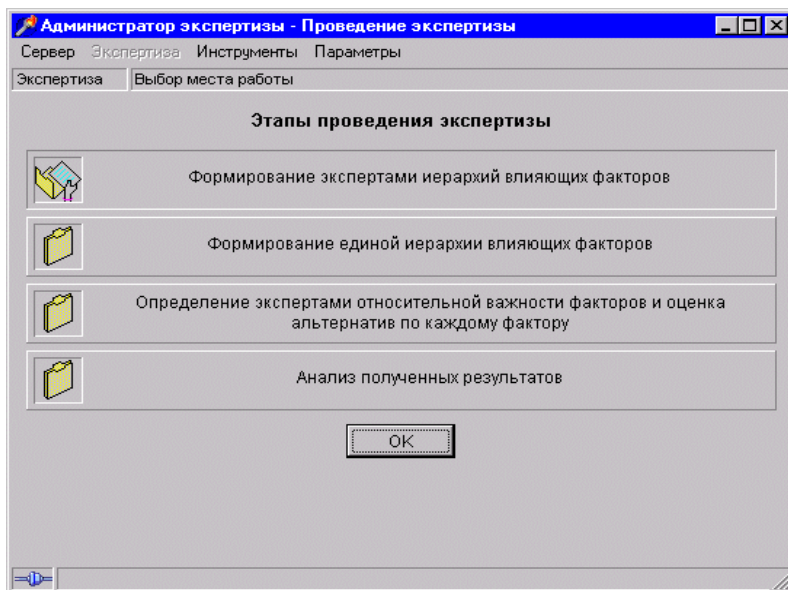 Администратор экспертизы - Проведение экспертизы
Сервер Экспертиза Инструменты Параметры
Экспертиза Выбор места работы
Этапы проведения экспертизы
Формирование экспертами иерархий влияющих факторов
Формирование единой иерархии влияющих факторов
Определение экспертами относительной важности факторов и оценка
альтернатив по каждому фактору
Анализ полученных результатов
OK